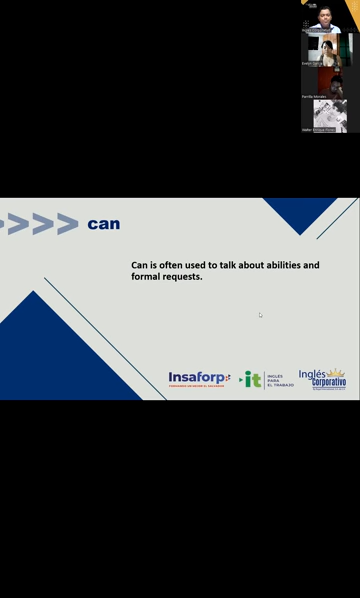 >>>> can
Can is often used to talk about abilities and
formal requests.
Insaforp
it
INGLÉS
PARA
EL TRABAJO
Inglés
Corporativo